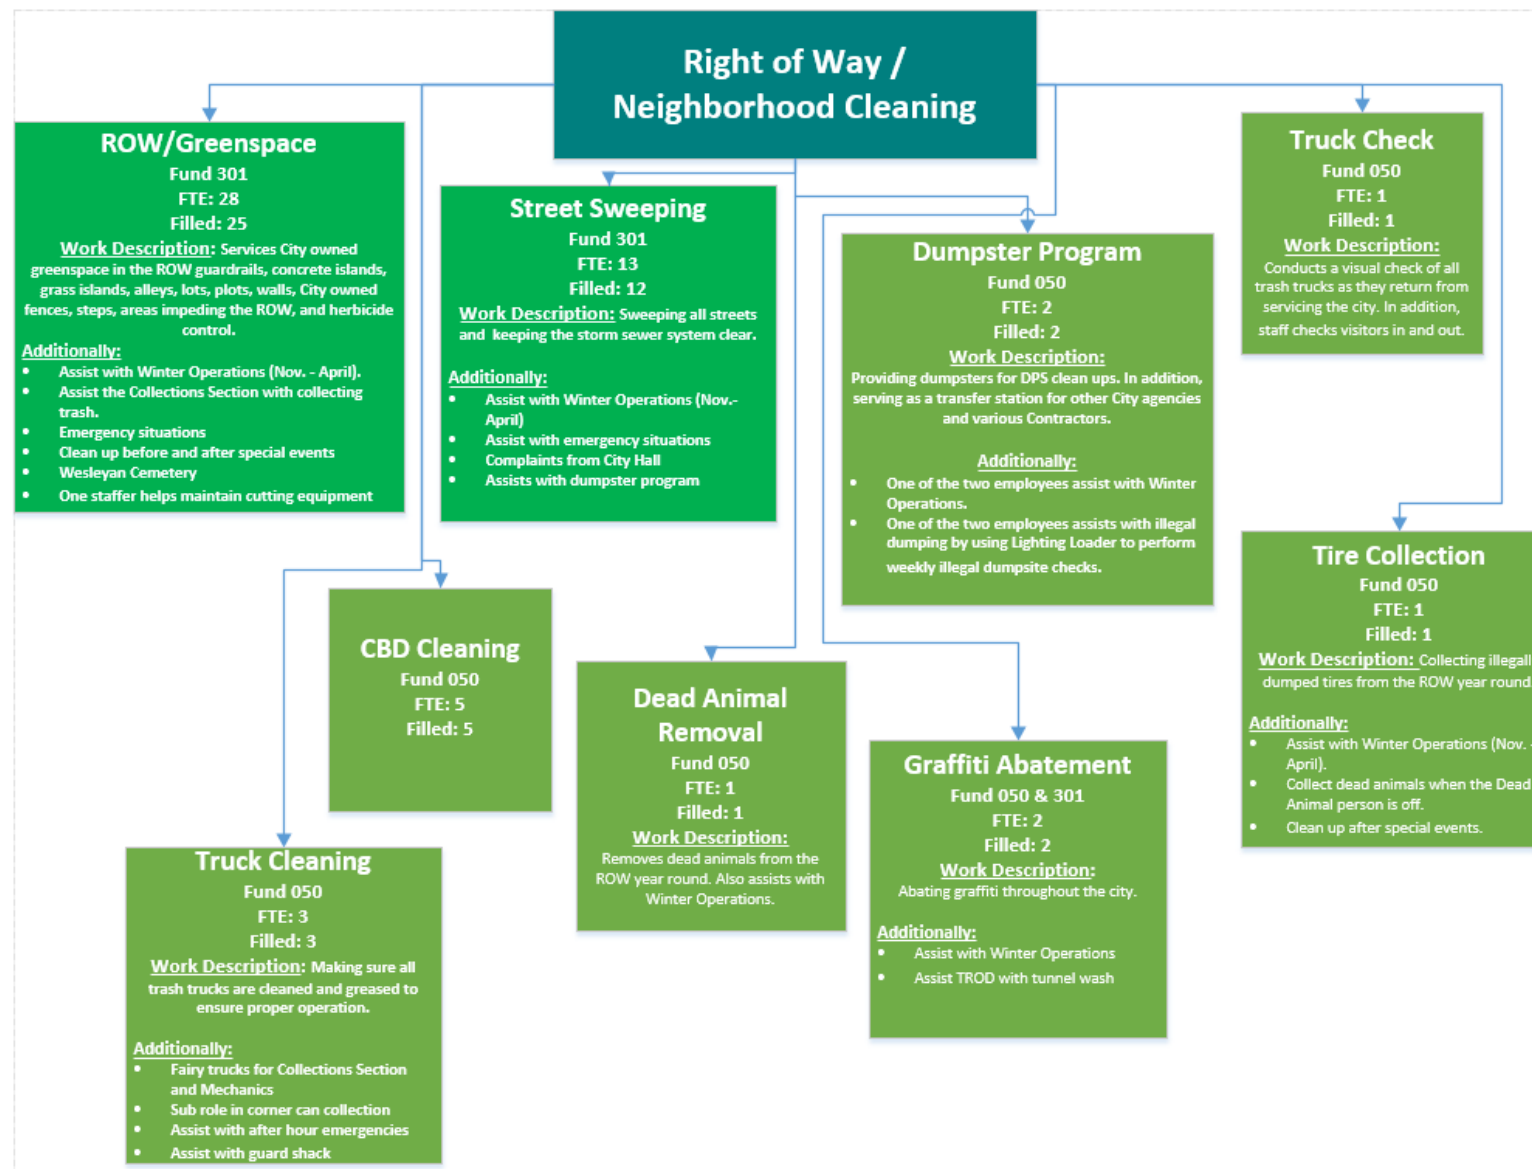 Right of Way /
Neighborhood Cleaning
ROW/Greenspace
Fund 301
FTE: 28
Filled: 25
Work Description: Services City owned
greenspace in the ROW guardrails, concrete islands,
grass islands, alleys, lots, plots, walls, City owned
fences, steps, areas impeding the ROW, and herbicide
control.
Additionally:
• Assist with Winter Operations (Nov. - April).
• Assist the Collections Section with collecting
trash.
• Emergency situations
• Clean up before and after special events
• Wesleyan Cemetery
• One staffer helps maintain cutting equipment
Street Sweeping
Fund 301
FTE: 13
Filled: 12
Work Description: Sweeping all streets
and keeping the storm sewer system clear.
Additionally:
• Assist with Winter Operations (Nov.-
April)
• Assist with emergency situations
• Complaints from City Hall
• Assists with dumpster program
Dumpster Program
Fund 050
FTE: 2
Filled: 2
Work Description:
Providing dumpsters for DPS clean ups. In addition,
serving as a transfer station for other City agencies
and various Contractors.
Additionally:
• One of the two employees assist with Winter
Operations.
• One of the two employees assists with illegal
dumping by using Lighting Loader to perform
weekly illegal dumpsite checks.
Truck Check
Fund 050
FTE: 1
Filled: 1
Work Description:
Conducts a visual check of all
trash trucks as they return from
servicing the city. In addition,
staff checks visitors in and out.
Tire Collection
Fund 050
FTE: 1
Filled: 1
Work Description: Collecting illegall
dumped tires from the ROW year round
Additionally:
• Assist with Winter Operations (Nov. -
April).
• Collect dead animals when the Dead
Animal person is off.
• Clean up after special events.
CBD Cleaning
Fund 050
FTE: 5
Filled: 5
Dead Animal
Removal
Fund 050
FTE: 1
Filled: 1
Work Description:
Removes dead animals from the
ROW year round. Also assists with
Winter Operations.
Graffiti Abatement
Fund 050 & 301
FTE: 2
Filled: 2
Work Description:
Abating graffiti throughout the city.
Additionally:
• Assist with Winter Operations
• Assist TROD with tunnel wash
Truck Cleaning
Fund 050
FTE: 3
Filled: 3
Work Description: Making sure all
trash trucks are cleaned and greased to
ensure proper operation.
Additionally:
• Fairy trucks for Collections Section
and Mechanics
• Sub role in corner can collection
• Assist with after hour emergencies
• Assist with guard shack